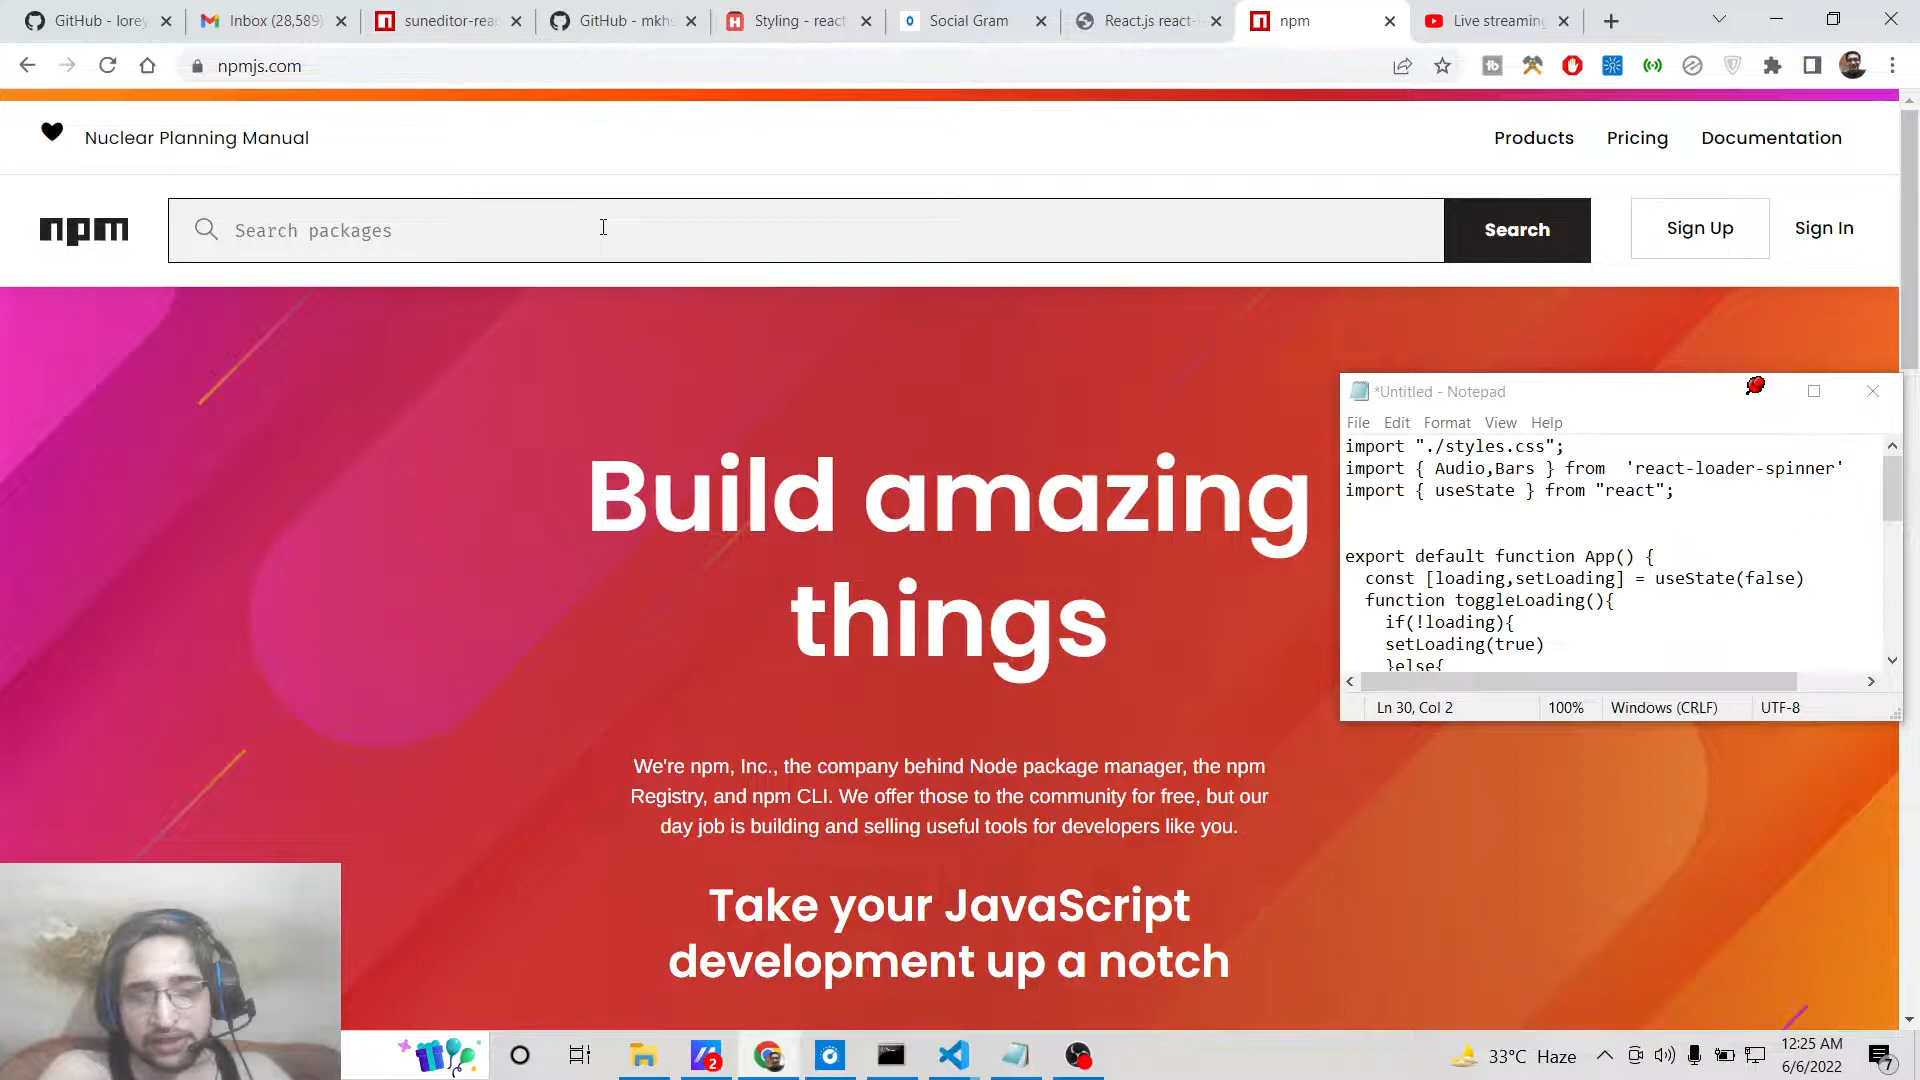 GitHub - lorey
Inbox (28,589)
suneditor-reac
GitHub - mkhs
Styling - react
Social Gram
React.js react-
npm
Live streaming
npmjs.com
Nuclear Planning Manual
Products
Pricing
Documentation
npm
Search packages
Search
Sign Up
Sign In
Build amazing
things
*Untitled - Notepad
File Edit Format View Help
import "./styles.css";
import { Audio,Bars } from  'react-loader-spinner'
import { useState } from "react";
export default function App() {
const [loading,setLoading] = useState(false)
function toggleLoading(){
if(!loading){
setLoading(true)
}else{
Ln 30, Col 2
100%
Windows (CRLF)
UTF-8
We're npm, Inc., the company behind Node package manager, the npm
Registry, and npm CLI. We offer those to the community for free, but our
day job is building and selling useful tools for developers like you.
Take your JavaScript
development up a notch
2
33°C Haze
12:25 AM
6/6/2022
7